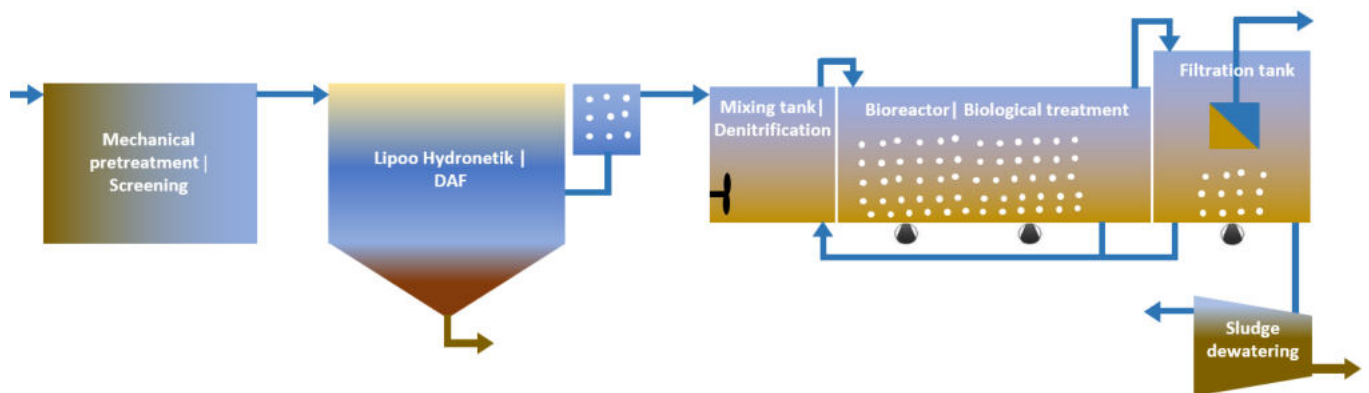 Mechanical
pretreatment |
Screening
Lipoo Hydronetik |
DAF
Mixing tank|
Denitrification
Bioreactor| Biological treatment
Filtration tank
Sludge
dewatering